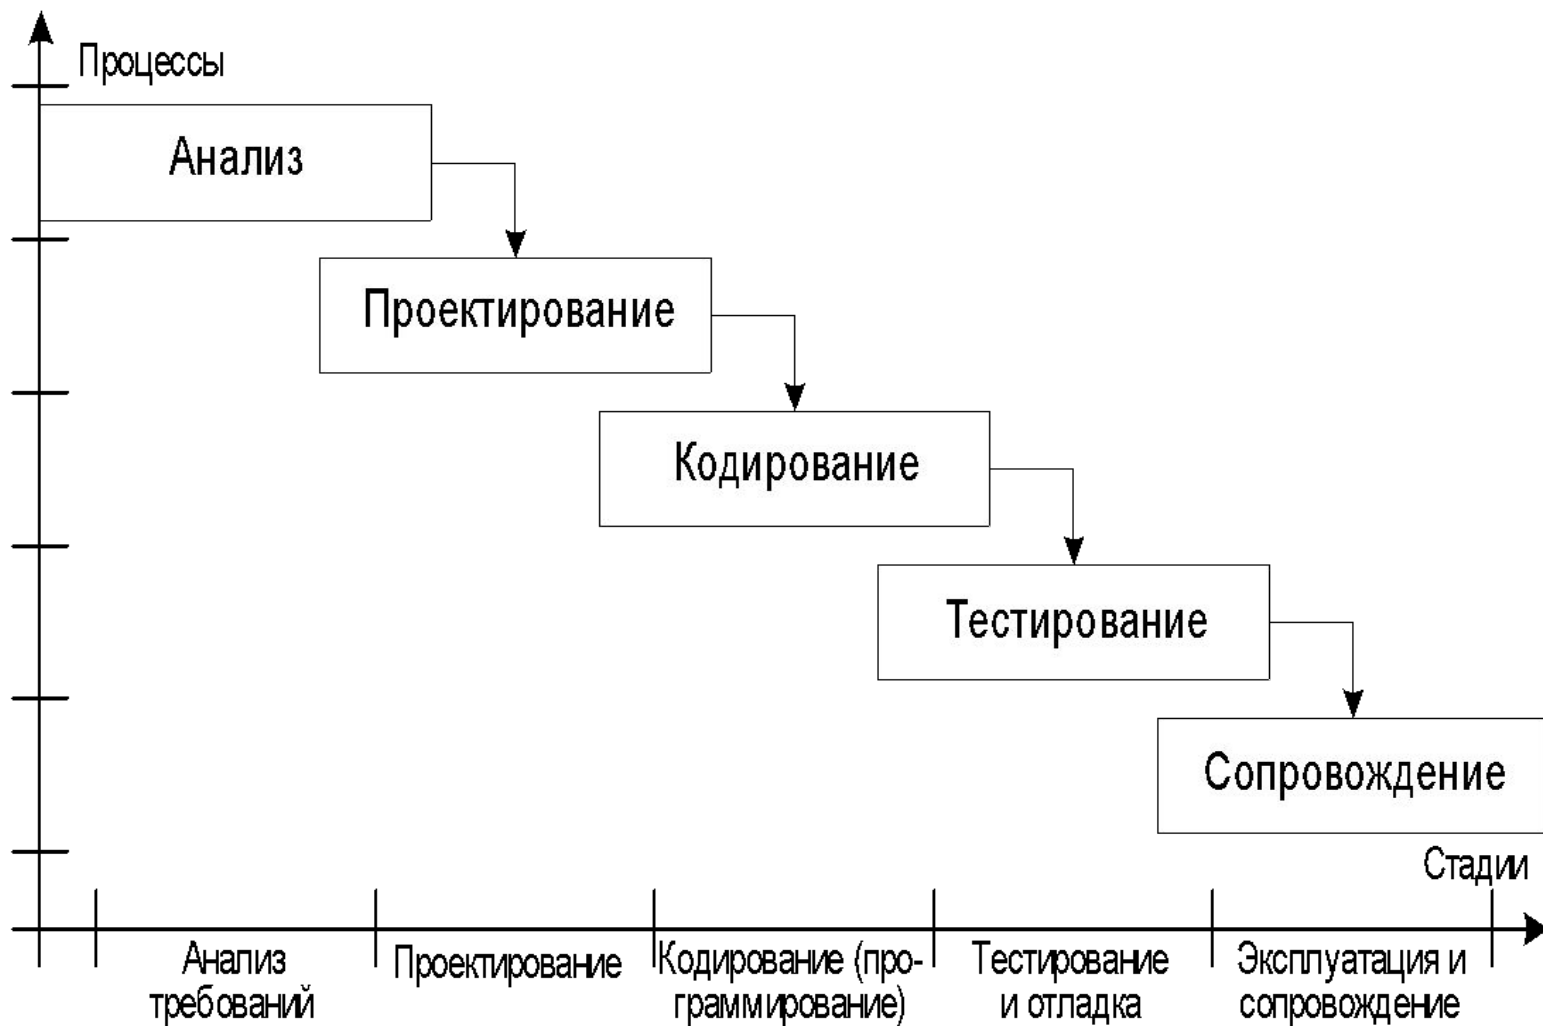 Процессы
Анализ
Проектирование
Кодирование
Тестирование
Сопровождение
Стадии
Анализ
требований
Проектирование
Кодирование (про-
граммирование)
Тестирование
и отладка
Эксплуатация и
сопровождение